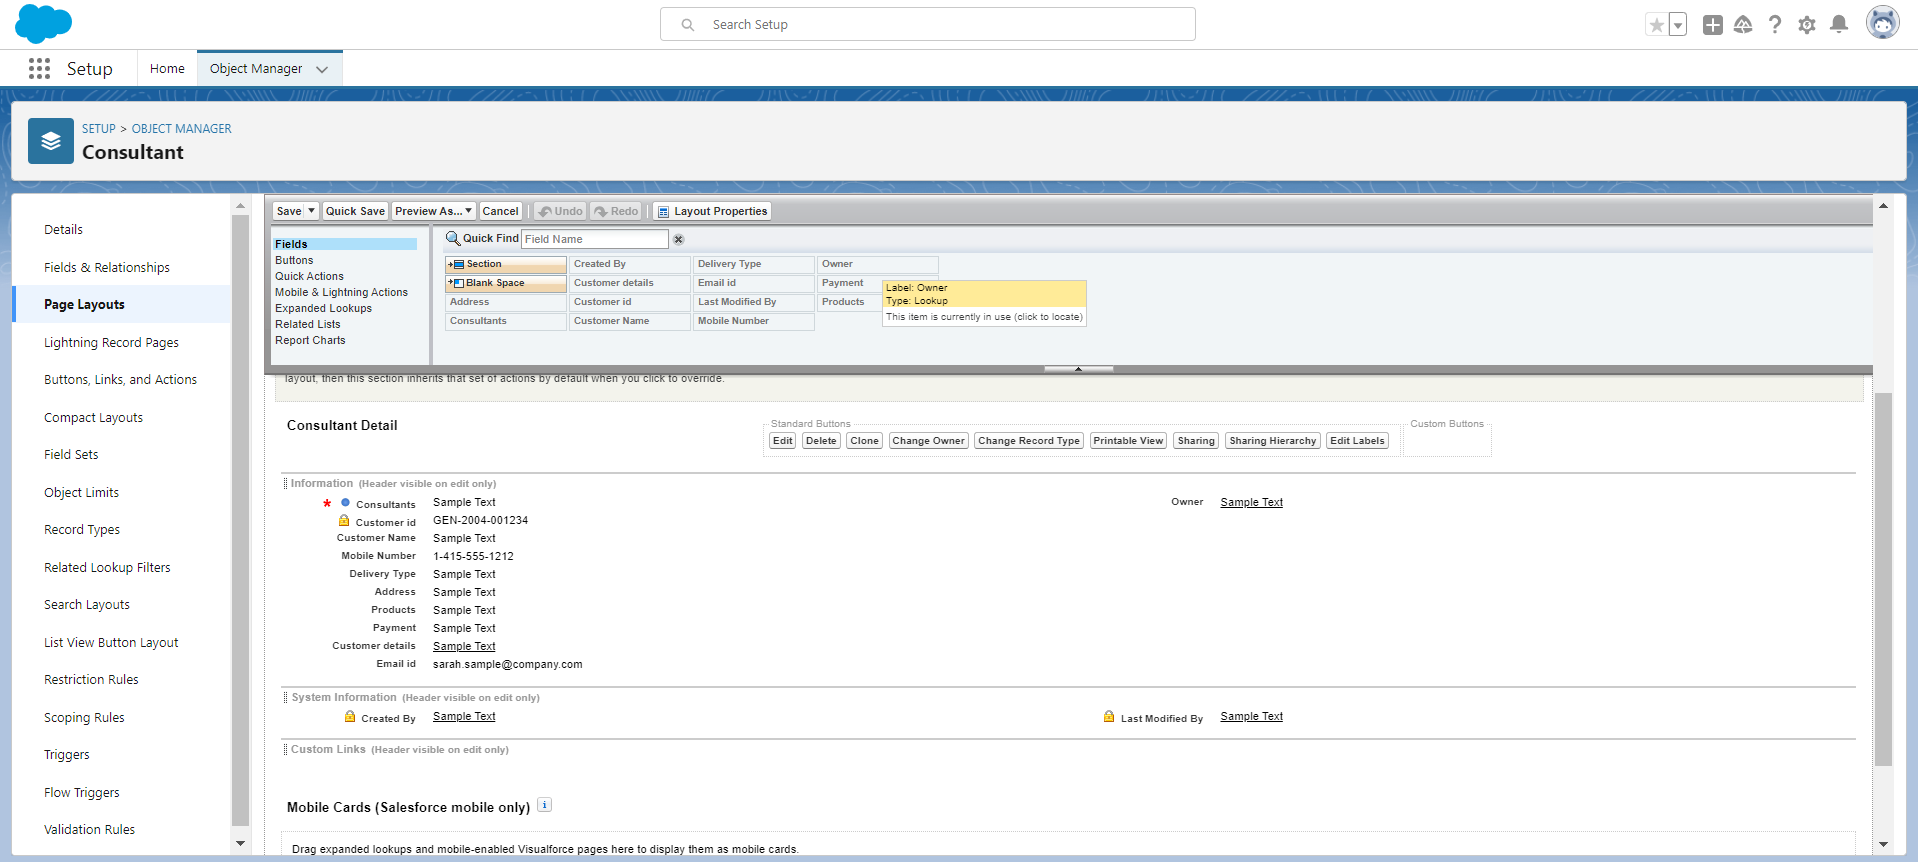 Search Setup
Setup
Home
Object Manager
SETUP > OBJECT MANAGER
Consultant
Details
Fields & Relationships
Page Layouts
Lightning Record Pages
Buttons, Links, and Actions
Compact Layouts
Field Sets
Object Limits
Record Types
Related Lookup Filters
Search Layouts
List View Button Layout
Restriction Rules
Scoping Rules
Triggers
Flow Triggers
Validation Rules
Save Quick Save Preview As... Cancel Undo Redo Layout Properties
Fields
Buttons
Quick Actions
Mobile & Lightning Actions
Expanded Lookups
Related Lists
Report Charts
Quick Find Field Name
Section Created By Delivery Type Owner
Blank Space Customer details Email id Payment
Address Customer id Last Modified By Products
Consultants Customer Name Mobile Number
Label: Owner
Type: Lookup
This item is currently in use (click to locate)
layout, then this section inherits that set of actions by default when you click to override.
Consultant Detail
Standard Buttons
Edit Delete Clone Change Owner Change Record Type Printable View Sharing Sharing Hierarchy Edit Labels
Custom Buttons
Information (Header visible on edit only)
* Consultants Sample Text Owner Sample Text
Customer id GEN-2004-001234
Customer Name Sample Text
Mobile Number 1-415-555-1212
Delivery Type Sample Text
Address Sample Text
Products Sample Text
Payment Sample Text
Customer details Sample Text
Email id sarah.sample@company.com
System Information (Header visible on edit only)
Created By Sample Text Last Modified By Sample Text
Custom Links (Header visible on edit only)
Mobile Cards (Salesforce mobile only) i
Drag expanded lookups and mobile-enabled Visualforce pages here to display them as mobile cards.